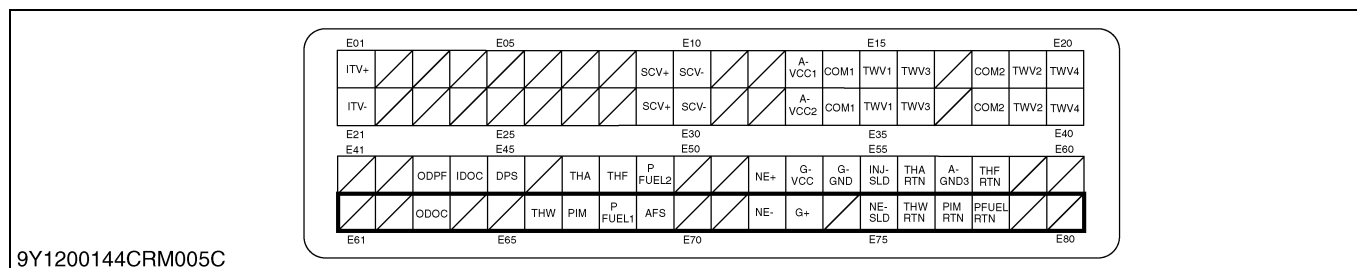 E01 E05 E10 E15 E20
ITV+ SCV+ SCV- A-VCC1 COM1 TWV1 TWV3 COM2 TWV2 TWV4
ITV- SCV+ SCV- A-VCC2 COM1 TWV1 TWV3 COM2 TWV2 TWV4
E21 E25 E30 E35 E40
E41 E45 E50 E55 E60
ODPF IDOC DPS THA THF P FUEL2 NE+ G-VCC G-GND INJ-SLD THA RTN A-GND3 THF RTN
ODOC THW PIM P FUEL1 AFS NE- G+ NE-SLD THW RTN PIM RTN PFUEL RTN
E61 E65 E70 E75 E80
9Y1200144CRM005C